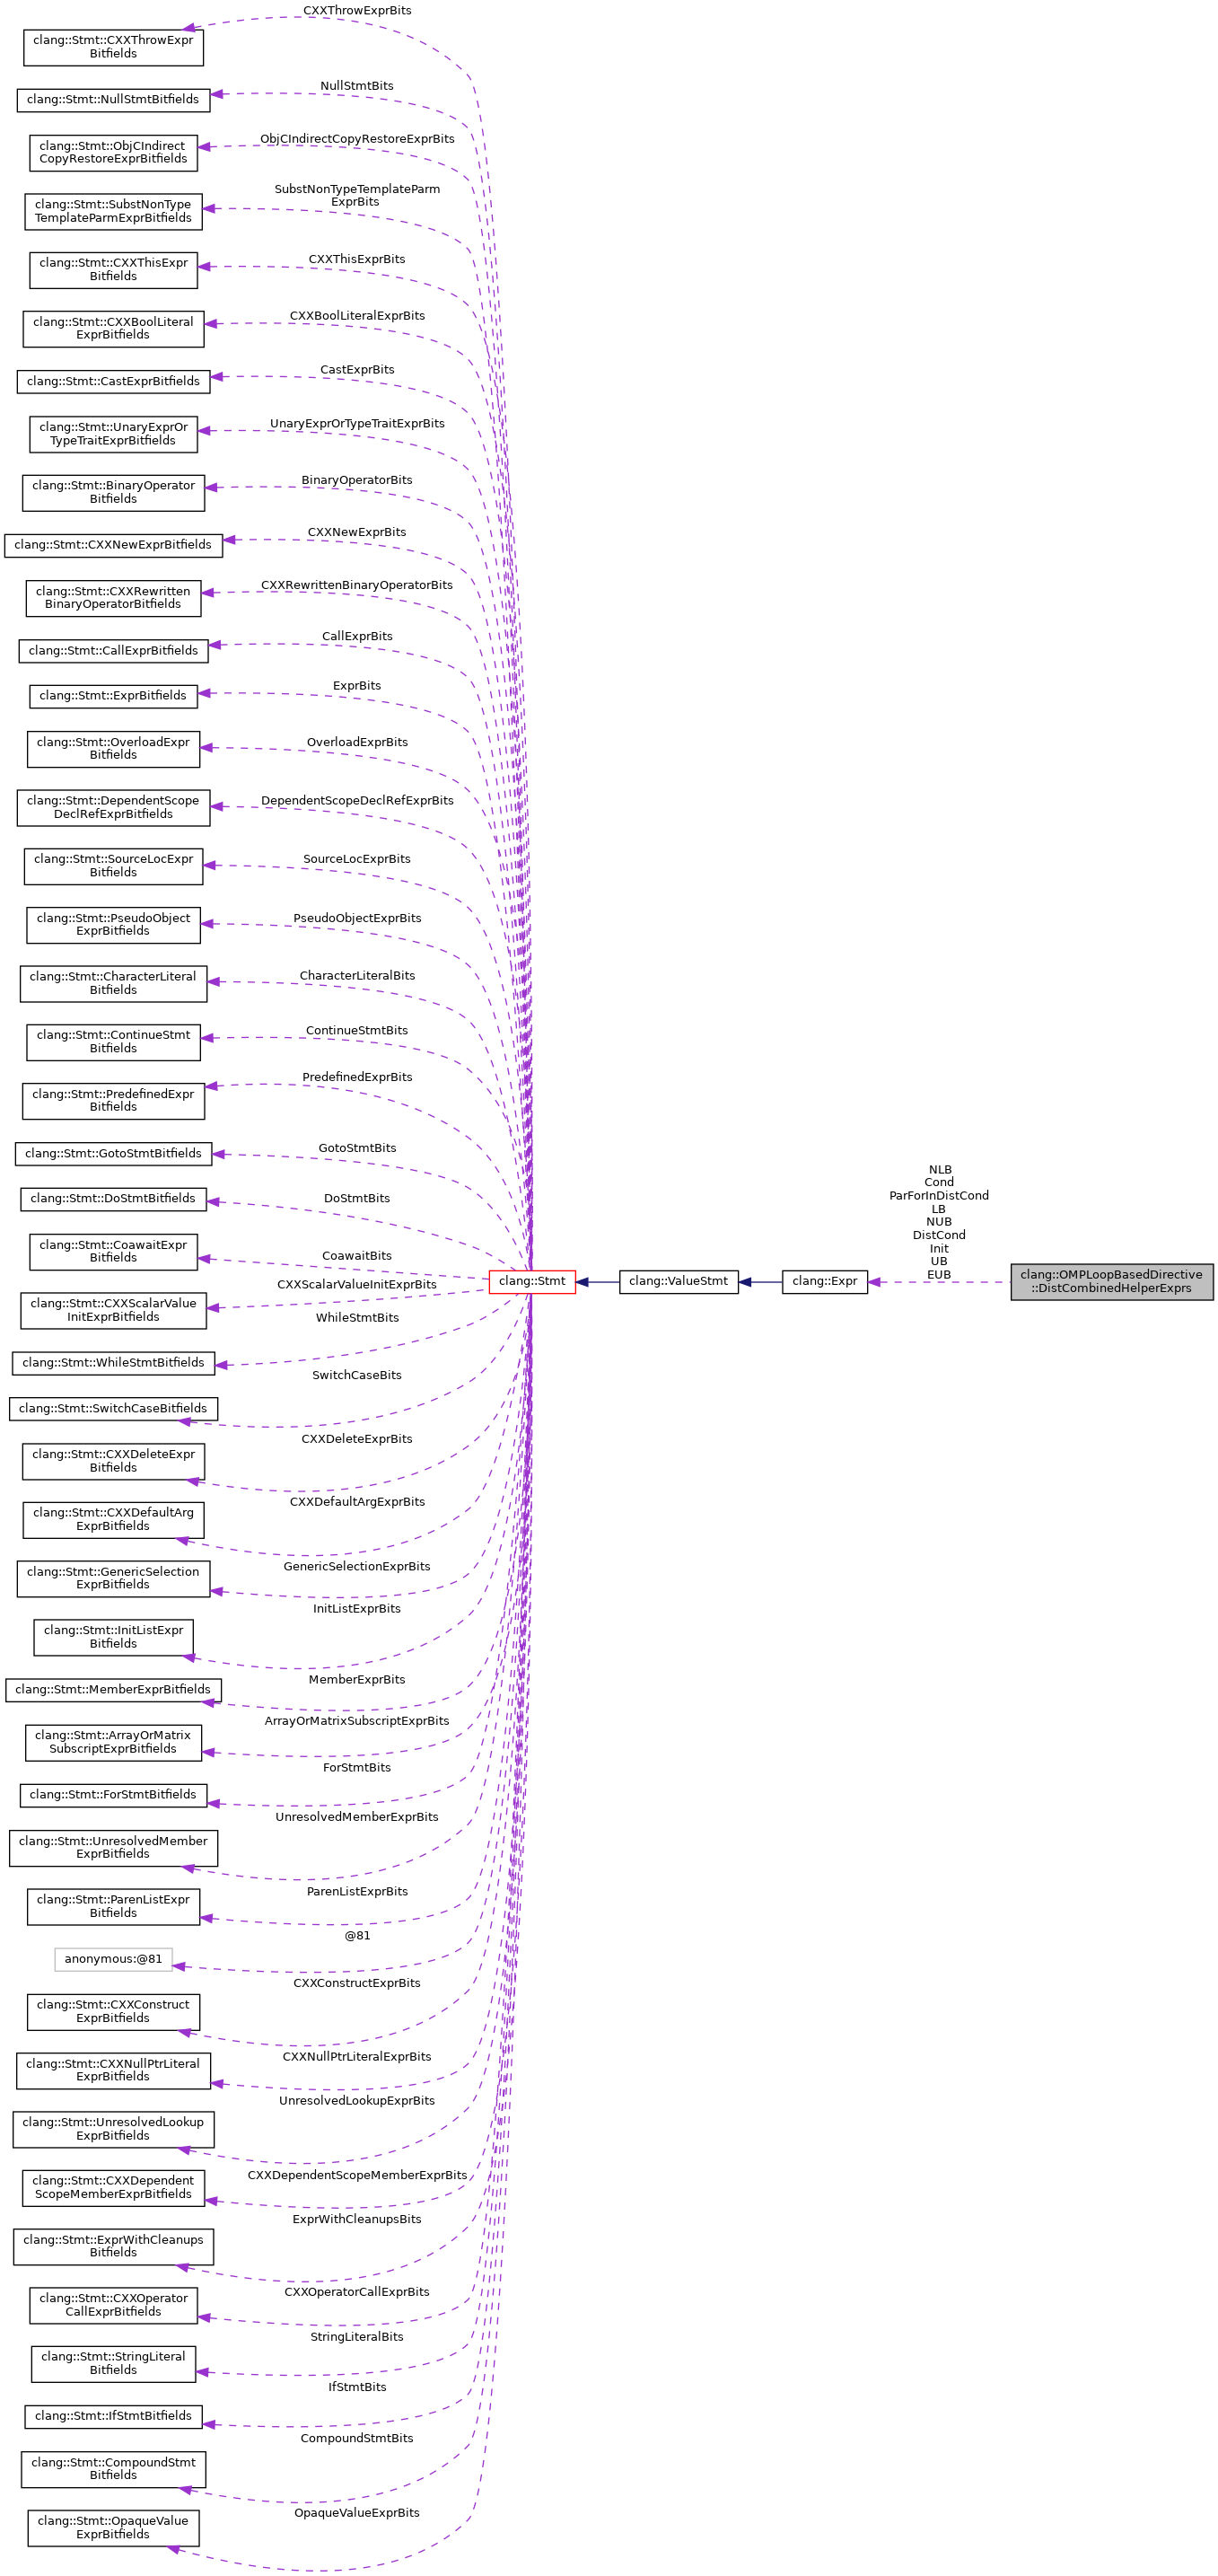 CXXThrowExprBits
clang::Stmt::CXXThrowExpr
Bitfields
NullStmtBits
clang::Stmt::NullStmtBitfields
ObjCIndirectCopyRestoreExprBits
clang::Stmt::ObjCIndirect
CopyRestoreExprBitfields
SubstNonTypeTemplateParm
ExprBits
clang::Stmt::SubstNonType
TemplateParmExprBitfields
CXXThisExprBits
clang::Stmt::CXXThisExpr
Bitfields
CXXBoolLiteralExprBits
clang::Stmt::CXXBoolLiteral
ExprBitfields
CastExprBits
clang::Stmt::CastExprBitfields
UnaryExprOrTypeTraitExprBits
clang::Stmt::UnaryExprOr
TypeTraitExprBitfields
BinaryOperatorBits
clang::Stmt::BinaryOperator
Bitfields
CXXNewExprBits
clang::Stmt::CXXNewExprBitfields
CXXRewrittenBinaryOperatorBits
clang::Stmt::CXXRewritten
BinaryOperatorBitfields
CallExprBits
clang::Stmt::CallExprBitfields
ExprBits
clang::Stmt::ExprBitfields
OverloadExprBits
clang::Stmt::OverloadExpr
Bitfields
DependentScopeDeclRefExprBits
clang::Stmt::DependentScope
DeclRefExprBitfields
SourceLocExprBits
clang::Stmt::SourceLocExpr
Bitfields
PseudoObjectExprBits
clang::Stmt::PseudoObject
ExprBitfields
CharacterLiteralBits
clang::Stmt::CharacterLiteral
Bitfields
ContinueStmtBits
clang::Stmt::ContinueStmt
Bitfields
PredefinedExprBits
clang::Stmt::PredefinedExpr
Bitfields
GotoStmtBits
clang::Stmt::GotoStmtBitfields
DoStmtBits
clang::Stmt::DoStmtBitfields
CoawaitBits
clang::Stmt::CoawaitExpr
Bitfields
NLB
Cond
ParForInDistCond
LB
NUB
DistCond
Init
UB
EUB
clang::Stmt
clang::ValueStmt
clang::Expr
clang::OMPLoopBasedDirective
::DistCombinedHelperExprs
CXXScalarValueInitExprBits
clang::Stmt::CXXScalarValue
InitExprBitfields
WhileStmtBits
clang::Stmt::WhileStmtBitfields
SwitchCaseBits
clang::Stmt::SwitchCaseBitfields
CXXDeleteExprBits
clang::Stmt::CXXDeleteExpr
Bitfields
CXXDefaultArgExprBits
clang::Stmt::CXXDefaultArg
ExprBitfields
GenericSelectionExprBits
clang::Stmt::GenericSelection
ExprBitfields
InitListExprBits
clang::Stmt::InitListExpr
Bitfields
MemberExprBits
clang::Stmt::MemberExprBitfields
ArrayOrMatrixSubscriptExprBits
clang::Stmt::ArrayOrMatrix
SubscriptExprBitfields
ForStmtBits
clang::Stmt::ForStmtBitfields
UnresolvedMemberExprBits
clang::Stmt::UnresolvedMember
ExprBitfields
ParenListExprBits
clang::Stmt::ParenListExpr
Bitfields
@81
anonymous:@81
CXXConstructExprBits
clang::Stmt::CXXConstruct
ExprBitfields
CXXNullPtrLiteralExprBits
clang::Stmt::CXXNullPtrLiteral
ExprBitfields
UnresolvedLookupExprBits
clang::Stmt::UnresolvedLookup
ExprBitfields
CXXDependentScopeMemberExprBits
clang::Stmt::CXXDependent
ScopeMemberExprBitfields
ExprWithCleanupsBits
clang::Stmt::ExprWithCleanups
Bitfields
CXXOperatorCallExprBits
clang::Stmt::CXXOperator
CallExprBitfields
StringLiteralBits
clang::Stmt::StringLiteral
Bitfields
IfStmtBits
clang::Stmt::IfStmtBitfields
CompoundStmtBits
clang::Stmt::CompoundStmt
Bitfields
OpaqueValueExprBits
clang::Stmt::OpaqueValue
ExprBitfields